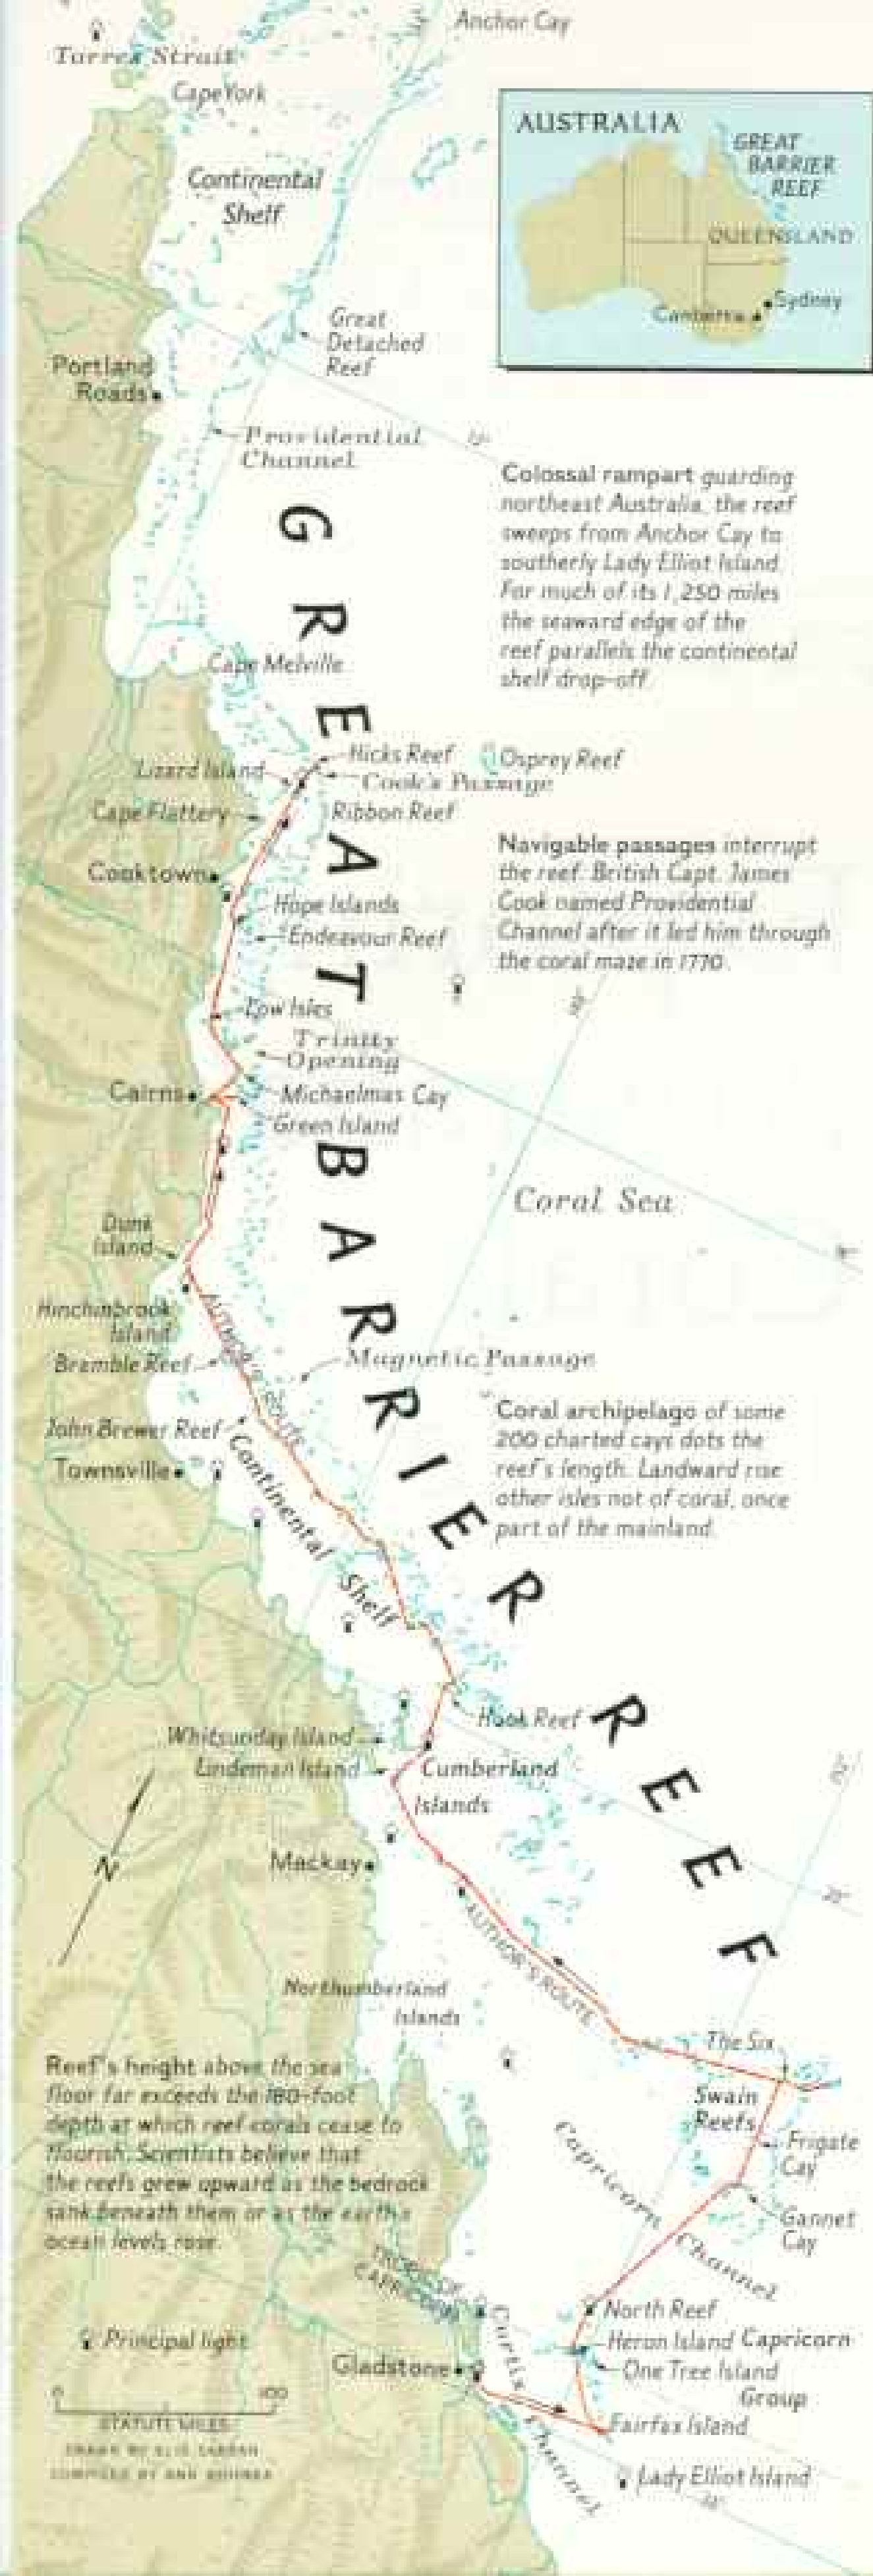 Anchor Cay
Torres Strait
Cape York
Continental
Shelf
AUSTRALIA
GREAT
BARRIER
REEF
QUEENSLAND
Sydney
Canberra
Great
Detached
Reef
Portland
Roads
Providential
Channel
12°
Colossal rampart guarding
northeast Australia, the reef
sweeps from Anchor Cay to
southerly Lady Elliot Island.
For much of its 1,250 miles
the seaward edge of the
reef parallels the continental
shelf drop-off.
GREAT BARRIER REEF
Cape Melville
Hicks Reef
Osprey Reef
Lizard Island
Cook's Passage
Cape Flattery
Ribbon Reef
Navigable passages interrupt
the reef. British Capt. James
Cook named Providential
Channel after it led him through
the coral maze in 1770.
Cooktown
Hope Islands
Endeavour Reef
Low Isles
Trinity
Opening
Cairns
Michaelmas Cay
Green Island
Coral Sea
Dunk
Island
Hinchinbrook
Island
AUTHOR'S ROUTE
Bramble Reef
Magnetic Passage
John Brewer Reef
Townsville
Continental Shelf
Coral archipelago of some
200 charted cays dots the
reef's length. Landward rise
other isles not of coral, once
part of the mainland.
Hook Reef
Whitsunday Island
Lindeman Island
Cumberland
Islands
N
Mackay
20°
AUTHOR'S ROUTE
Northumberland
Islands
The Six
Swain
Reefs
Frigate
Cay
Gannet
Cay
Reef's height above the sea
floor far exceeds the 180-foot
depth at which reef corals cease to
flourish. Scientists believe that
the reefs grew upward as the bedrock
sank beneath them or as the earth's
ocean levels rose.
Capricorn Channel
TROPIC OF
CAPRICORN
North Reef
Heron Island
Capricorn
Group
One Tree Island
Principal light
Gladstone
Curtis Channel
Fairfax Island
Lady Elliot Island
0 100
STATUTE MILES